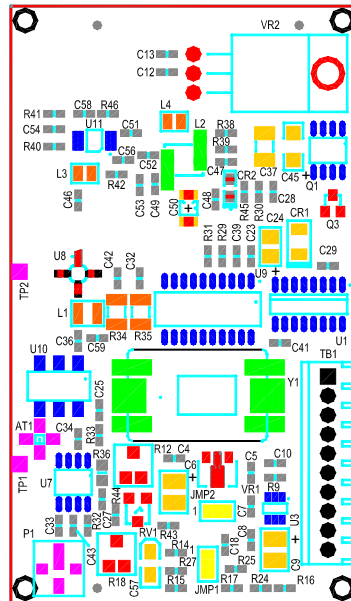 VR2
C13
C12
L4
R41
C58
R46
U11
C54
C51
L2
R38
R40
C56
C52
R39
L3
R42
C47
CR2
C37
C45
Q1
C46
C53
C49
C50
C48
R45
R30
C28
Q3
C24
CR1
R31
R29
C39
C23
U8
C42
C32
U9
C29
TP2
L1
R34
R35
U1
C36
C59
C41
TB1
U10
Y1
C25
AT1
C34
R33
R12
C4
C6
C5
C10
TP1
U7
R36
R44
JMP2
VR1
R9
R32
C27
1
C7
U3
P1
C33
C35
C43
R43
RV1
R14
C18
C8
R27
R25
C9
R18
C57
R15
1
JMP1
R17
R24
R16